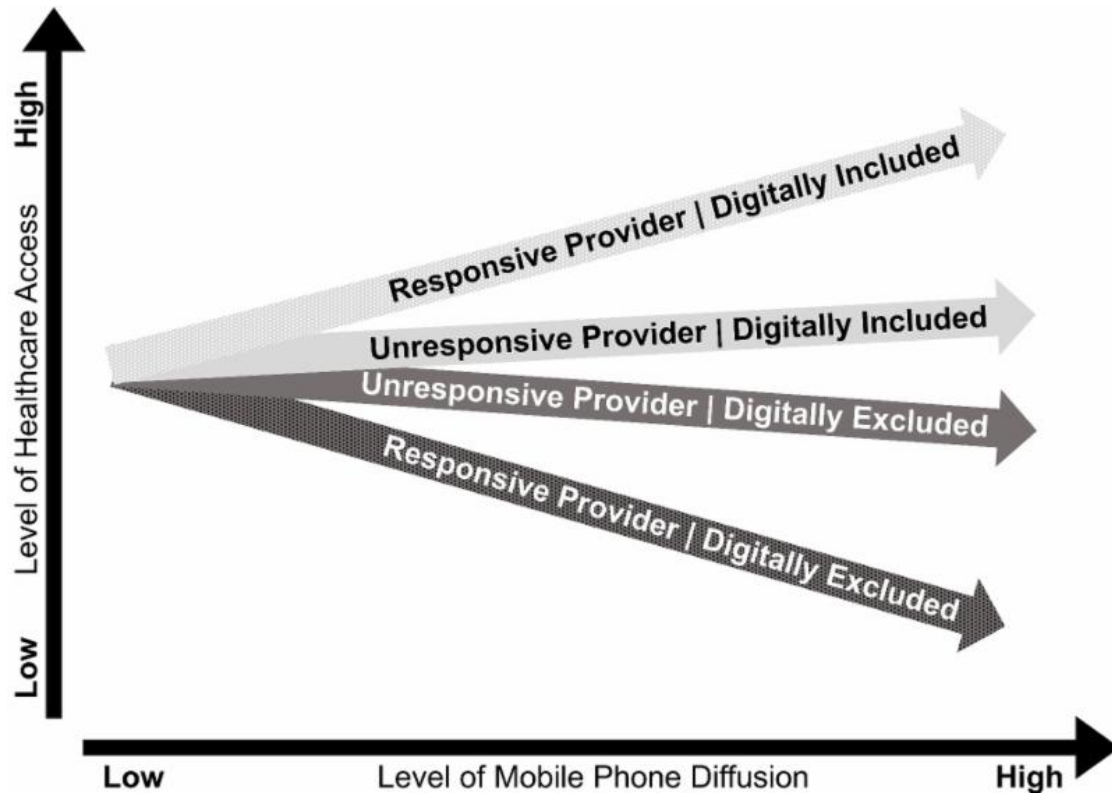 High
Level of Healthcare Access
Low
Responsive Provider | Digitally Included
Unresponsive Provider | Digitally Included
Unresponsive Provider | Digitally Excluded
Responsive Provider | Digitally Excluded
Low
Level of Mobile Phone Diffusion
High